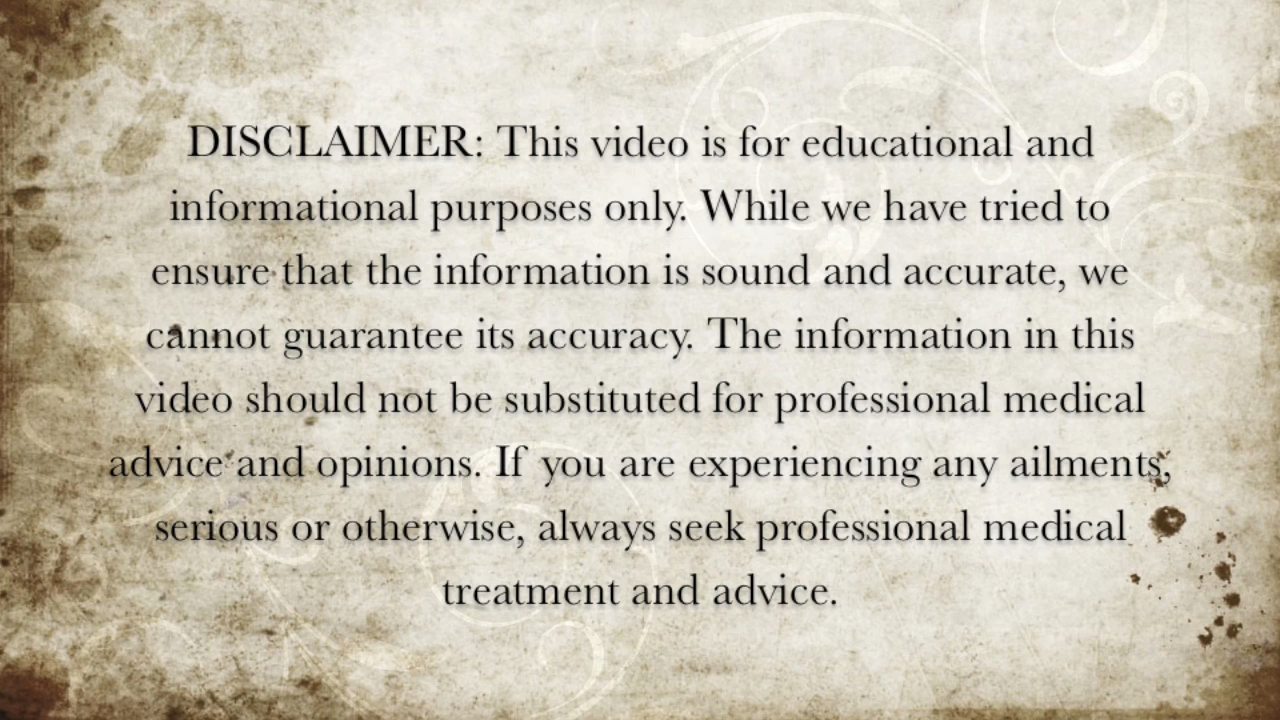 DISCLAIMER: This video is for educational and
informational purposes only. While we have tried to
ensure that the information is sound and accurate, we
cannot guarantee its accuracy. The information in this
video should not be substituted for professional medical
advice and opinions. If you are experiencing any ailments,
serious or otherwise, always seek professional medical
treatment and advice.